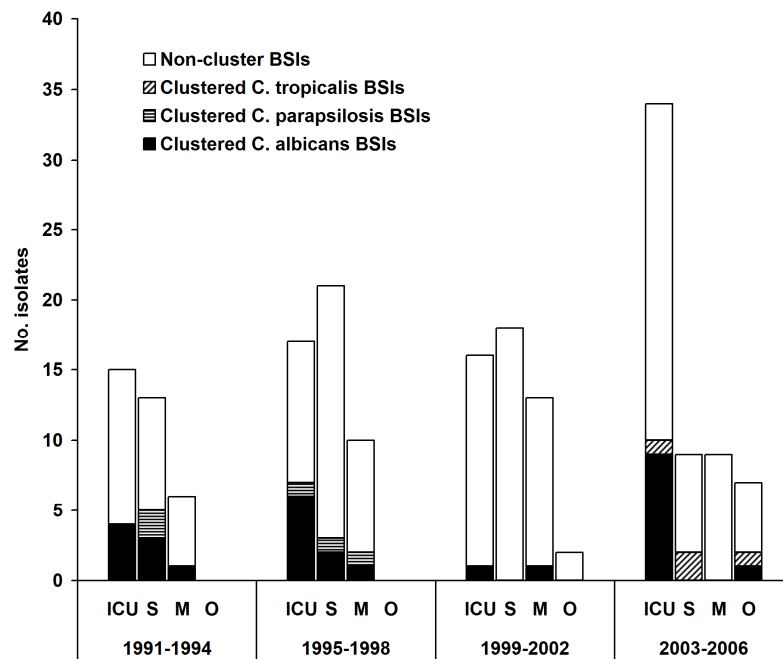 40
35
30
25
20
15
10
5
0
No. isolates
Non-cluster BSIs
Clustered C. tropicalis BSIs
Clustered C. parapsilosis BSIs
Clustered C. albicans BSIs
ICU S M O ICU S M O ICU S M O ICU S M O
1991-1994 1995-1998 1999-2002 2003-2006